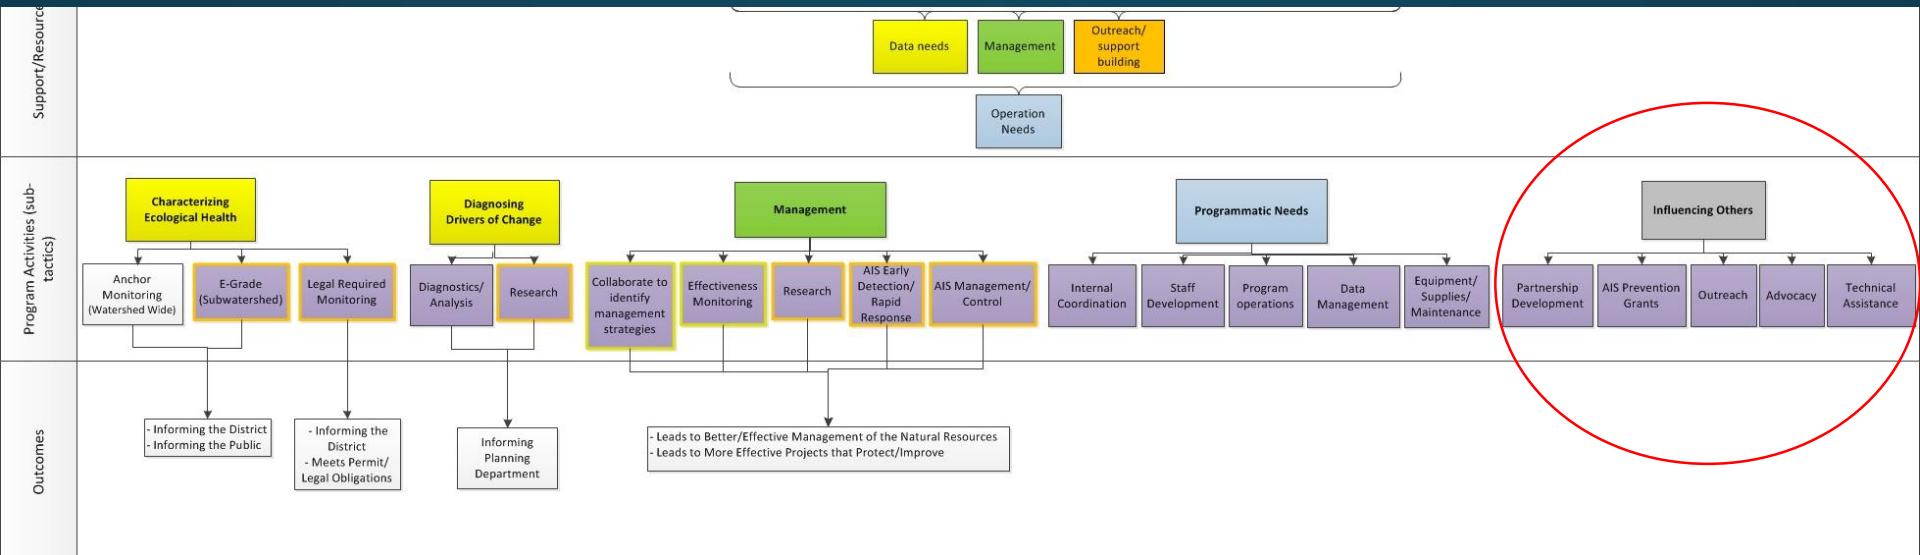 Support/Resource
Data needs
Management
Outreach/
support
building
Operation
Needs
Program Activities (sub-
tactics)
Characterizing
Ecological Health
Diagnosing
Drivers of Change
Management
Programmatic Needs
Influencing Others
Anchor
Monitoring
(Watershed Wide)
E-Grade
(Subwatershed)
Legal Required
Monitoring
Diagnostics/
Analysis
Research
Collaborate to
identify
management
strategies
Effectiveness
Monitoring
Research
AIS Early
Detection/
Rapid
Response
AIS Management/
Control
Internal
Coordination
Staff
Development
Program
operations
Data
Management
Equipment/
Supplies/
Maintenance
Partnership
Development
AIS Prevention
Grants
Outreach
Advocacy
Technical
Assistance
Outcomes
- Informing the District
- Informing the Public
- Informing the
District
- Meets Permit/
Legal Obligations
Informing
Planning
Department
- Leads to Better/Effective Management of the Natural Resources
- Leads to More Effective Projects that Protect/Improve